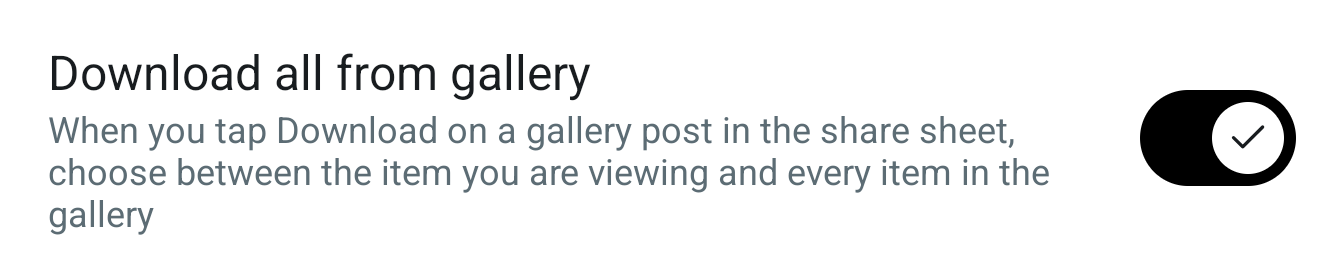 Download all from gallery
When you tap Download on a gallery post in the share sheet,
choose between the item you are viewing and every item in the
gallery